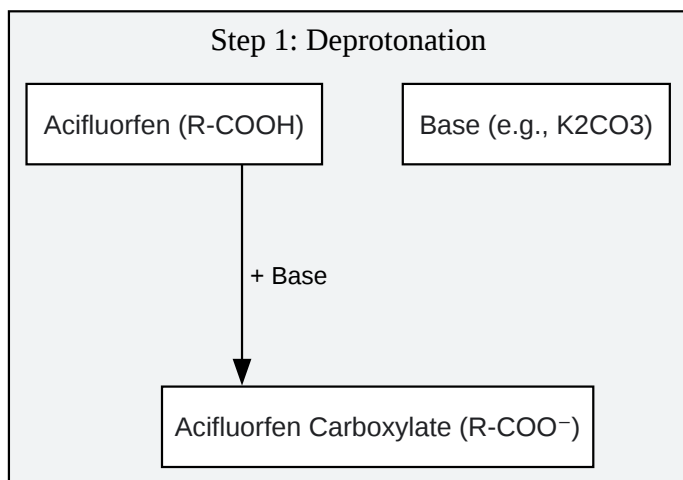 Step 1: Deprotonation
Acifluorfen (R-COOH)
Base (e.g., K2CO3)
+ Base
Acifluorfen Carboxylate (R-COO⁻)